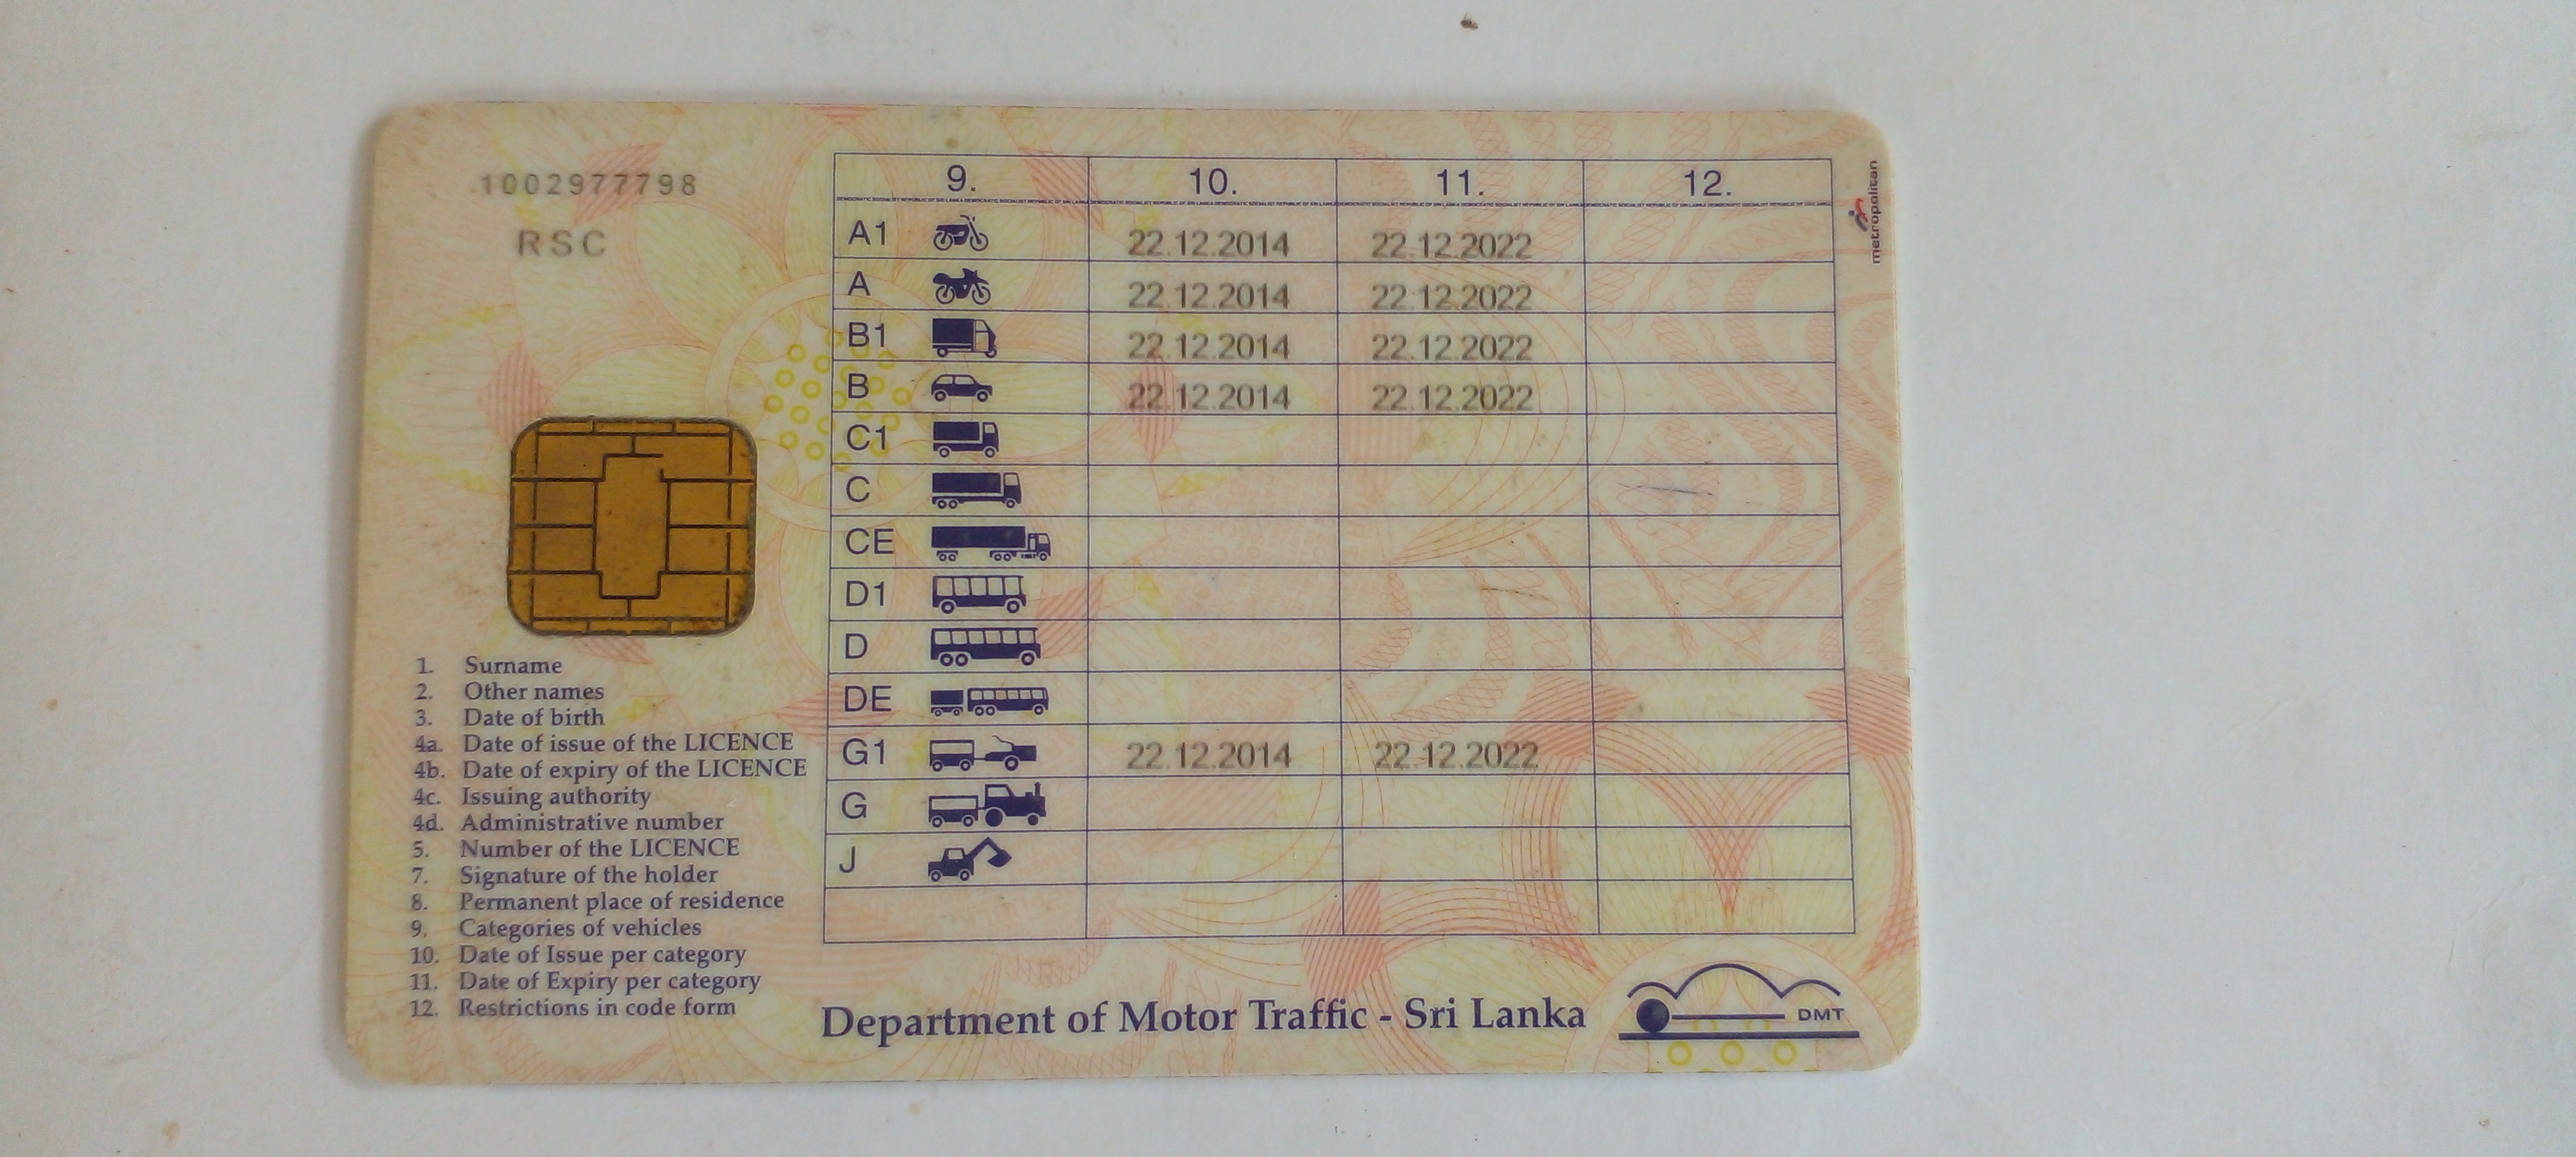 1002977798
RSC
9. 10. 11. 12.
A1 22.12.2014 22.12.2022
A 22.12.2014 22.12.2022
B1 22.12.2014 22.12.2022
B 22.12.2014 22.12.2022
C1
C
CE
D1
D
DE
G1 22.12.2014 22.12.2022
G
J
metropolitan
1. Surname
2. Other names
3. Date of birth
4a. Date of issue of the LICENCE
4b. Date of expiry of the LICENCE
4c. Issuing authority
4d. Administrative number
5. Number of the LICENCE
7. Signature of the holder
8. Permanent place of residence
9. Categories of vehicles
10. Date of Issue per category
11. Date of Expiry per category
12. Restrictions in code form
Department of Motor Traffic - Sri Lanka
DMT